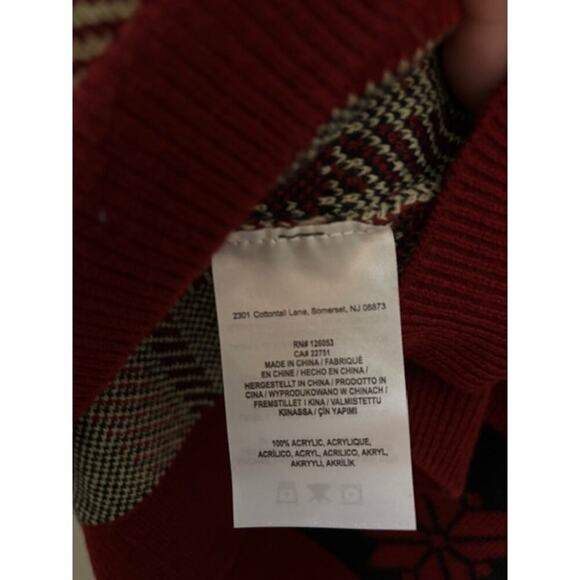 2301 Cottontail Lane, Somerset, NJ 08873
RN# 126053
CA# 22751
MADE IN CHINA / FABRIQUÉ
EN CHINE / HECHO EN CHINA /
HERGESTELLT IN CHINA / PRODOTTO IN
CINA / WYPRODUKOWANO W CHINACH /
FREMSTILLET I KINA / VALMISTETTU
KIINASSA / ÇİN YAPIMI
100% ACRYLIC, ACRYLIQUE,
ACRÍLICO, ACRYL, ACRILICO, AKRYL,
AKRYYLI, AKRİLİK